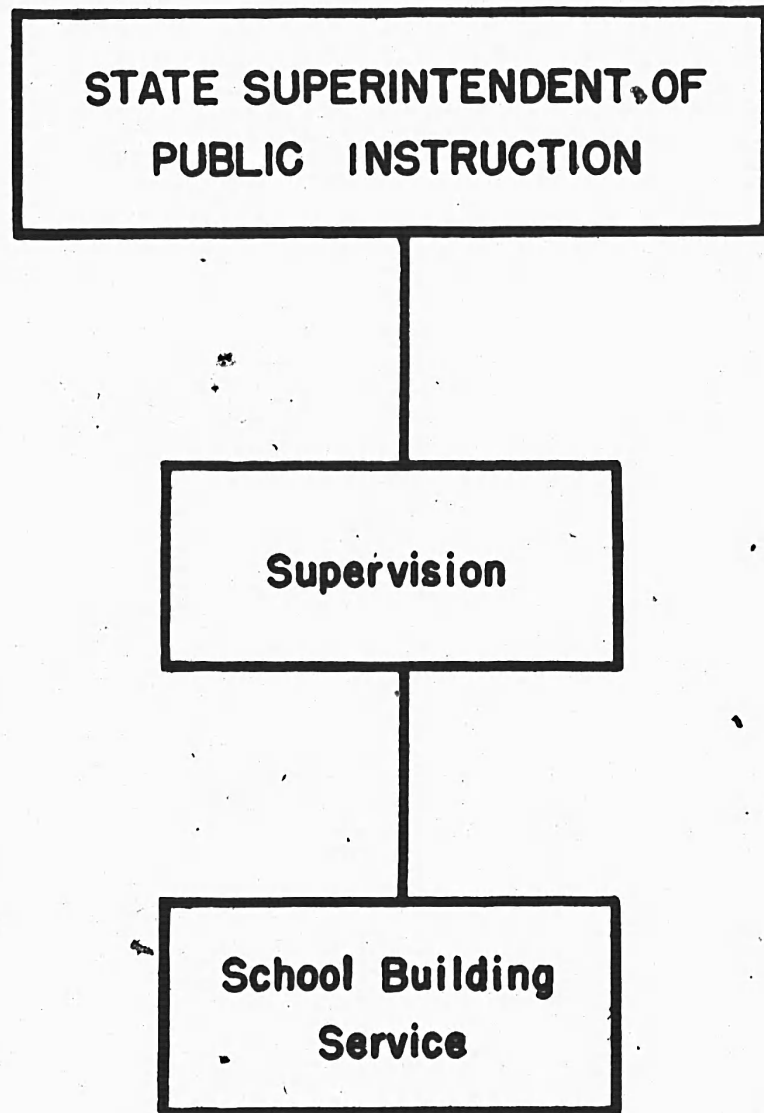 STATE SUPERINTENDENT OF
PUBLIC INSTRUCTION
Supervision
School Building
Service